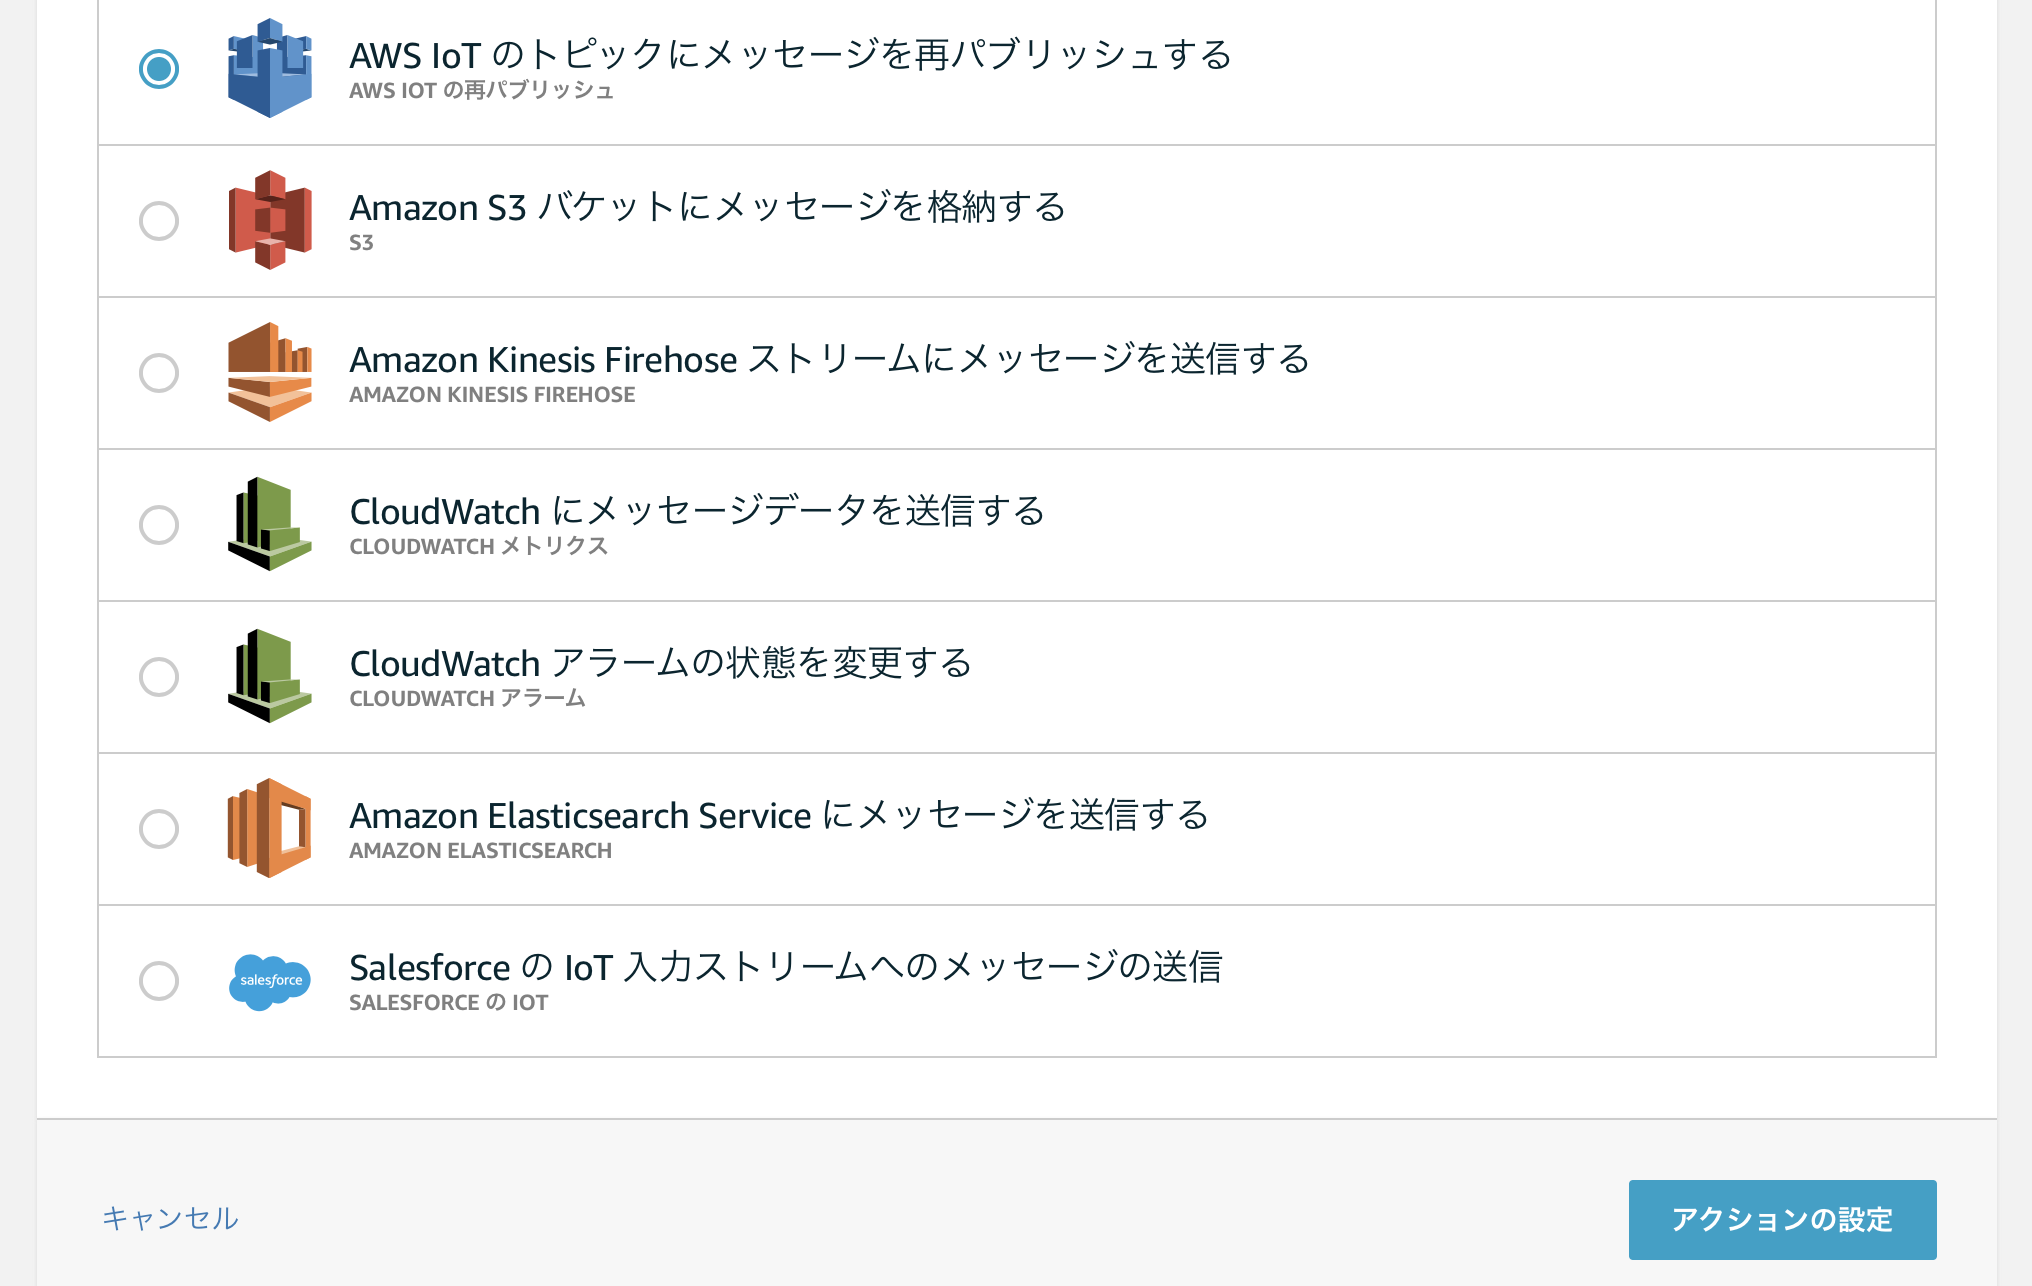 AWS IoT のトピックにメッセージを再パブリッシュする
AWS IOT の再パブリッシュ
Amazon S3 バケットにメッセージを格納する
S3
Amazon Kinesis Firehose ストリームにメッセージを送信する
AMAZON KINESIS FIREHOSE
CloudWatch にメッセージデータを送信する
CLOUDWATCH メトリクス
CloudWatch アラームの状態を変更する
CLOUDWATCH アラーム
Amazon Elasticsearch Service にメッセージを送信する
AMAZON ELASTICSEARCH
salesforce
Salesforce の IoT 入力ストリームへのメッセージの送信
SALESFORCE の IOT
キャンセル
アクションの設定